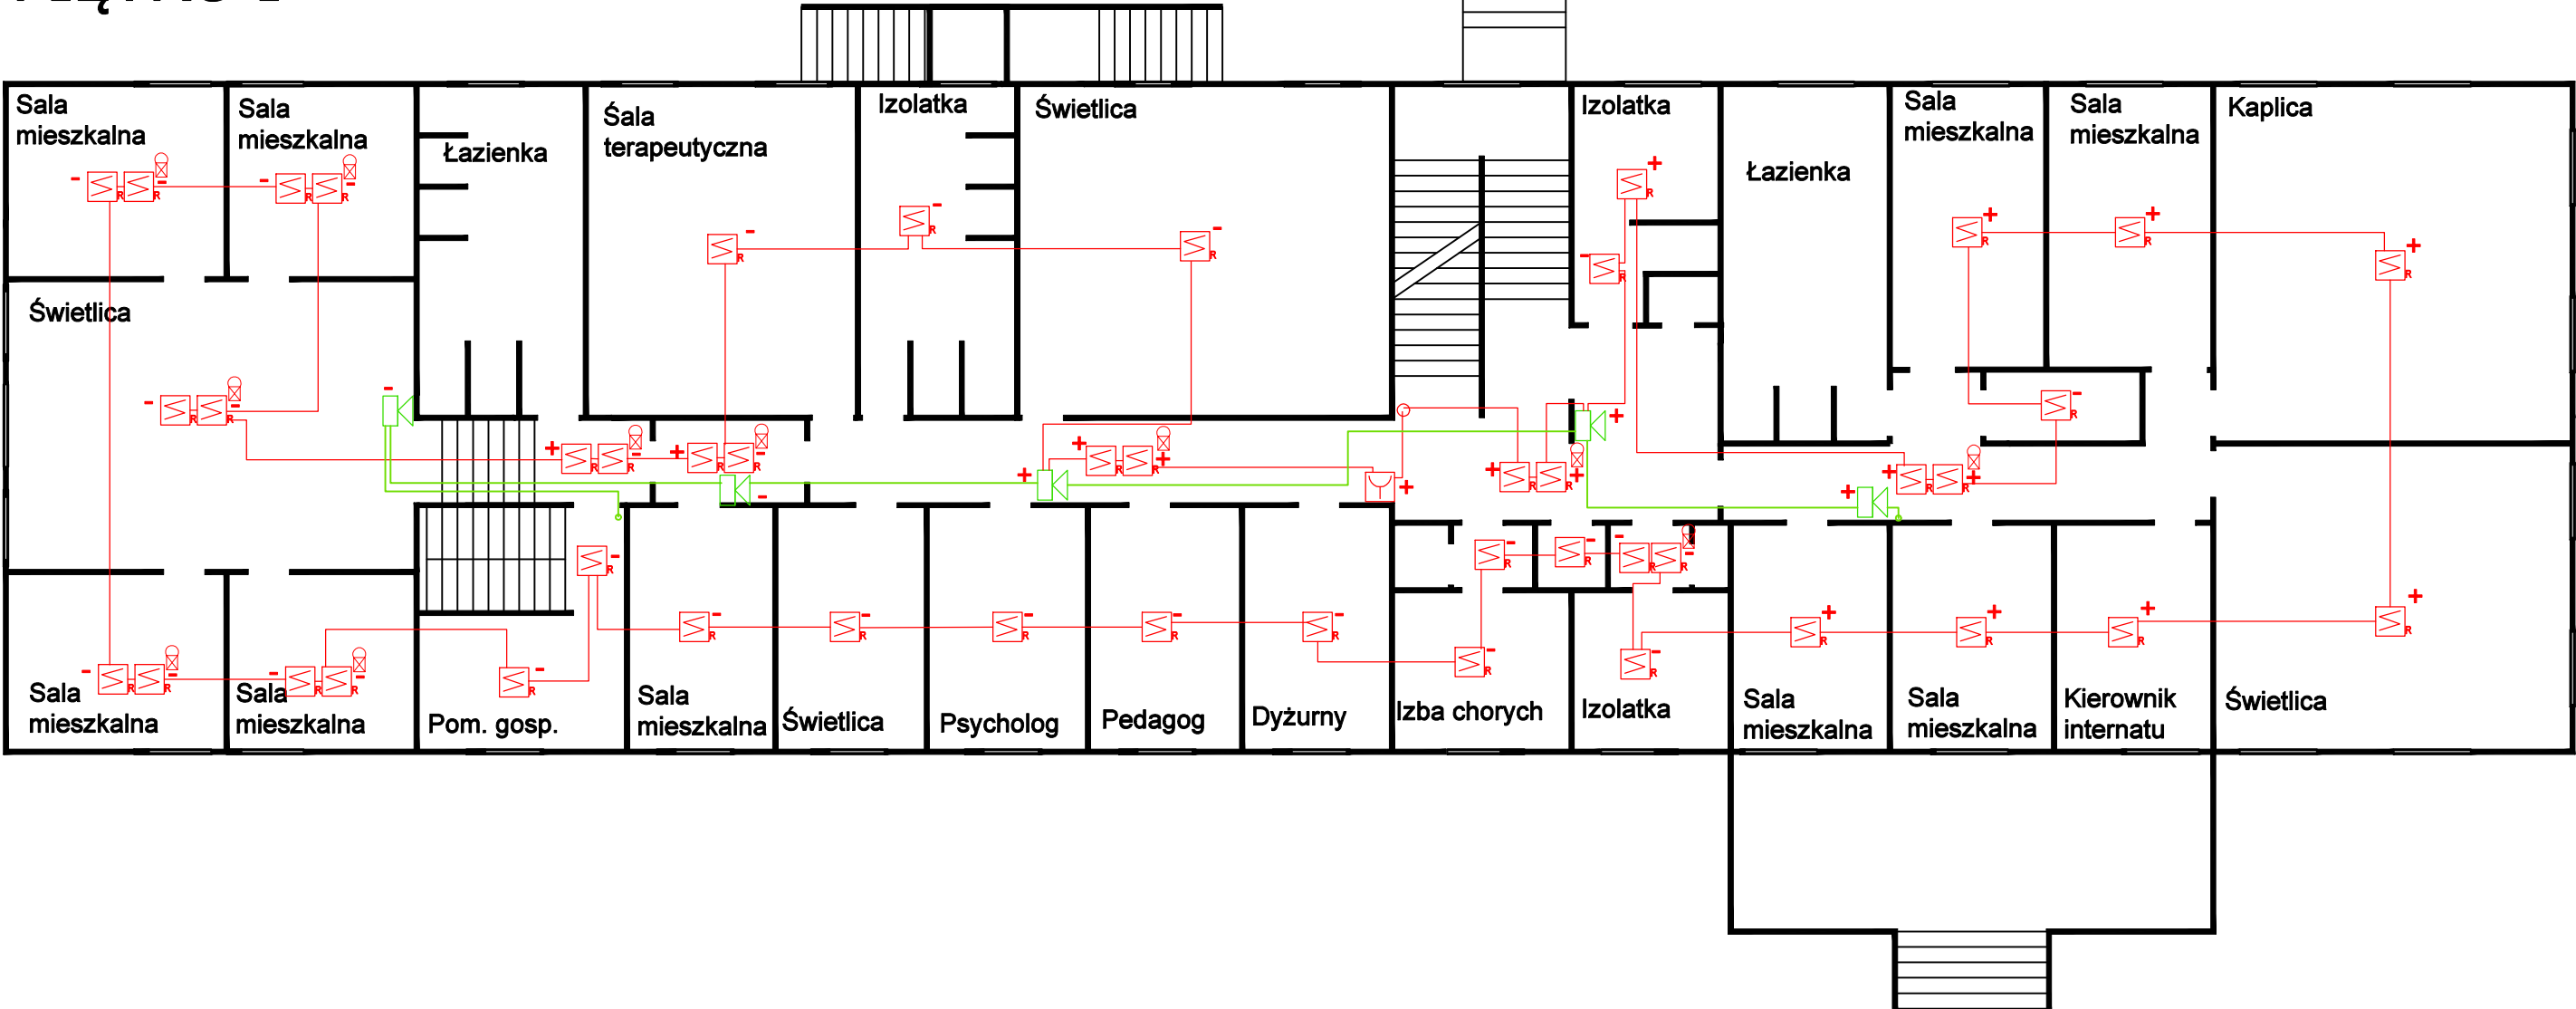 Sala
mieszkalna
Sala
mieszkalna
Łazienka
Śala
terapeutyczna
Izolatka
Świetlica
Izolatka
Łazienka
Sala
mieszkalna
Sala
mieszkalna
Kaplica
Świetlica
Sala
mieszkalna
Sala
mieszkalna
Pom. gosp.
Sala
mieszkalna
Świetlica
Psycholog
Pedagog
Dyżurny
Izba chorych
Izolatka
Sala
mieszkalna
Sala
mieszkalna
Kierownik
internatu
Świetlica